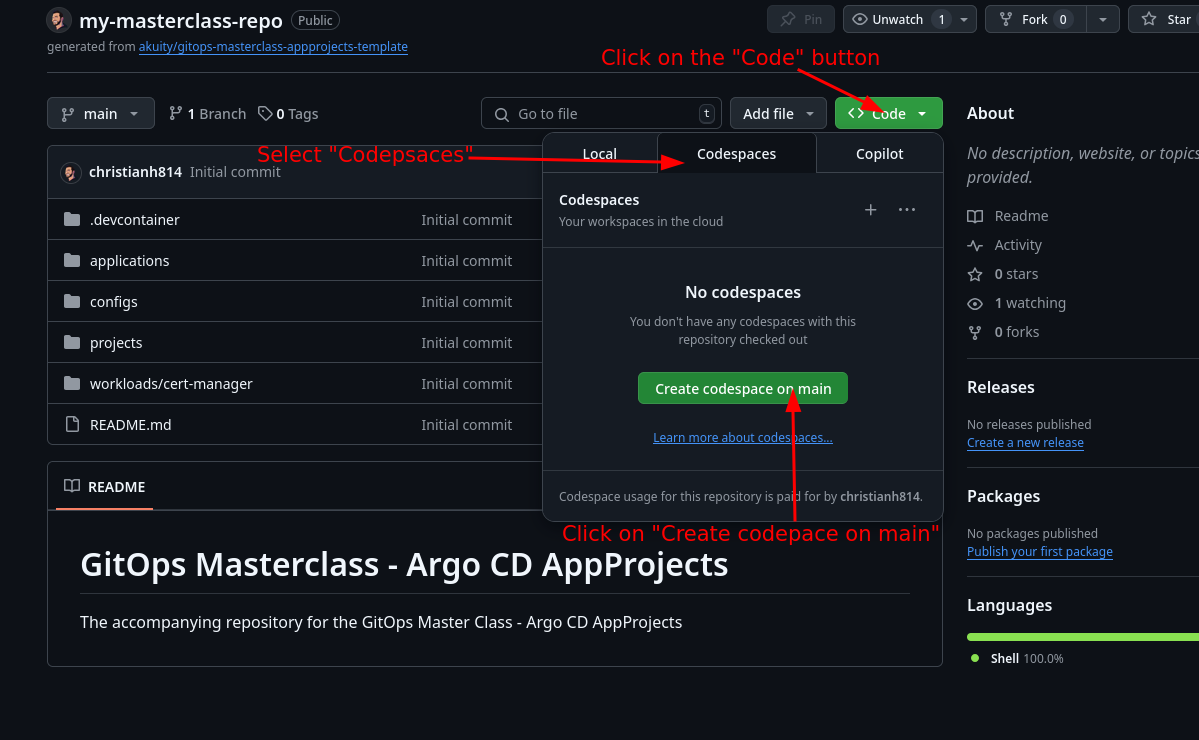 my-masterclass-repo Public Pin Unwatch 1 Fork 0 Star
generated from akuity/gitops-masterclass-appprojects-template
Click on the "Code" button
main 1 Branch 0 Tags Go to file t Add file Code
Select "Codepsaces"
Local Codespaces Copilot
christianh814 Initial commit
.devcontainer Initial commit
applications Initial commit
configs Initial commit
projects Initial commit
workloads/cert-manager Initial commit
README.md Initial commit
Codespaces
Your workspaces in the cloud
No codespaces
You don't have any codespaces with this
repository checked out
Create codespace on main
Learn more about codespaces...
Codespace usage for this repository is paid for by christianh814.
Click on "Create codepace on main"
README
GitOps Masterclass - Argo CD AppProjects
The accompanying repository for the GitOps Master Class - Argo CD AppProjects
About
No description, website, or topics
provided.
Readme
Activity
0 stars
1 watching
0 forks
Releases
No releases published
Create a new release
Packages
No packages published
Publish your first package
Languages
Shell 100.0%